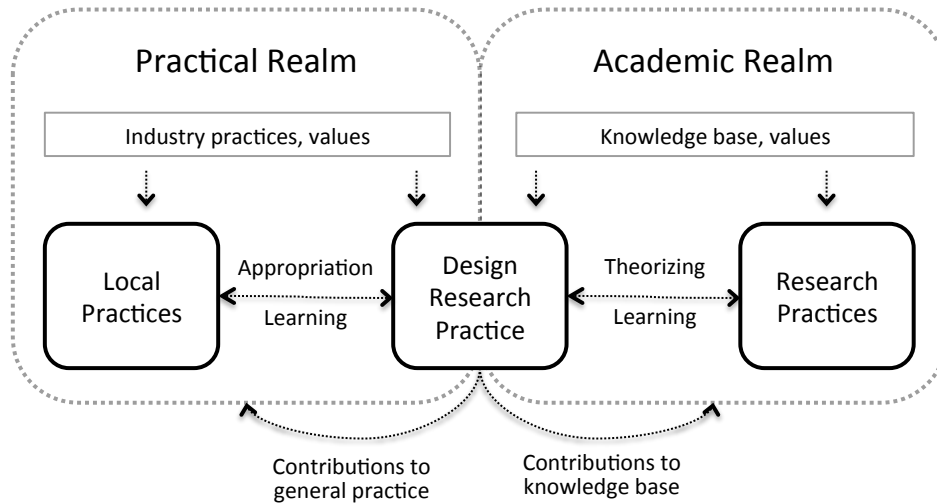 Practical Realm
Academic Realm
Industry practices, values
Knowledge base, values
Local
Practices
Appropriation
Learning
Design
Research
Practice
Theorizing
Learning
Research
Practices
Contributions to
general practice
Contributions to
knowledge base